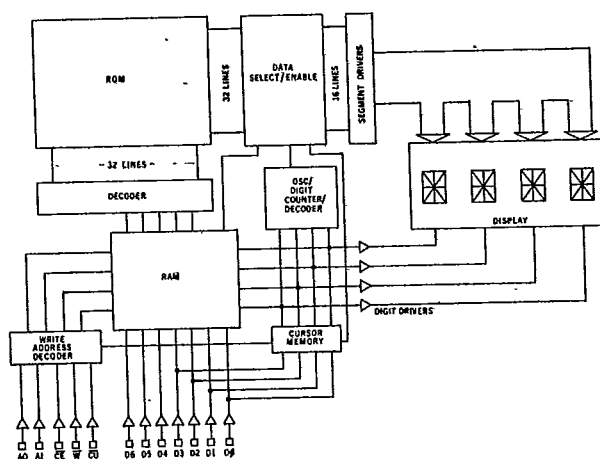 ROM
32 LINES
DATA
SELECT/ENABLE
16 LINES
SEGMENT DRIVERS
32 LINES
DECODER
OSC/
DIGIT
COUNTER/
DECODER
DISPLAY
RAM
DIGIT DRIVERS
WRITE
ADDRESS
DECODER
CURSOR
MEMORY
A0 A1 CE W CU D6 D5 D4 D3 D2 D1 D0